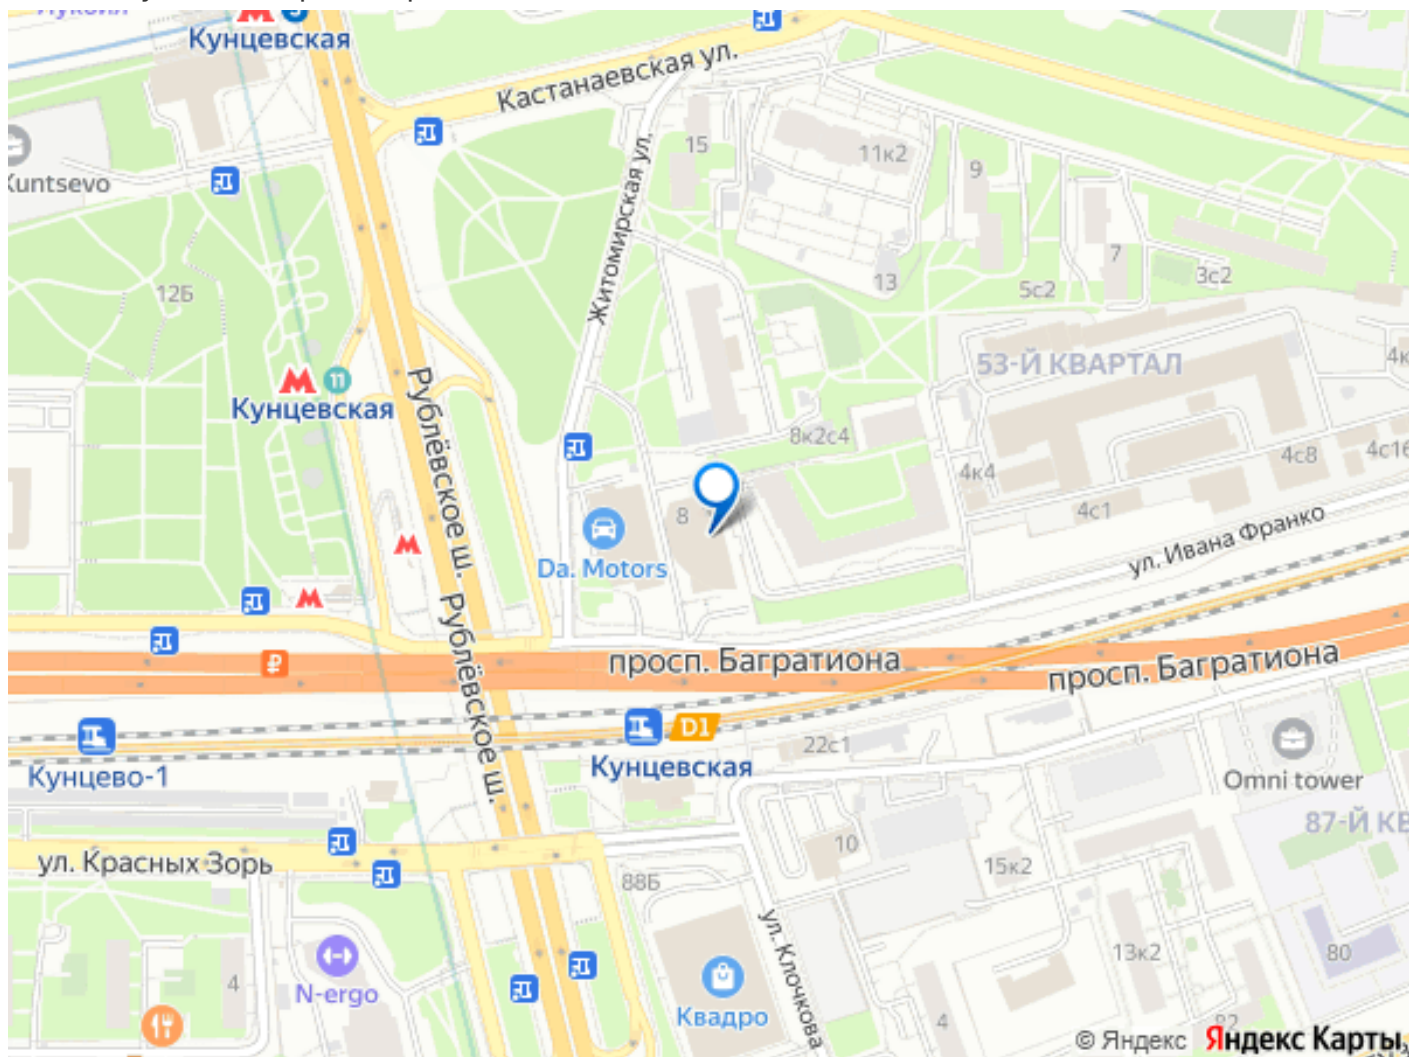 Кунцевская
Кастанаевская ул.
15
11к2
9
Kuntsevo
Житомирская ул.
7
13
5с2
3с2
12Б
53-Й КВАРТАЛ
11
Кунцевская
Рублёвское ш.
8к2с4
4к4
4с8
4с16
4с1
8
ул. Ивана Франко
Da. Motors
Рублёвское ш.
просп. Багратиона
просп. Багратиона
D1
22с1
Кунцево-1
Кунцевская
Omni tower
87-Й КВ
ул. Красных Зорь
10
15к2
88Б
ул. Клочкова
13к2
80
4
N-ergo
Квадро
4
82
© Яндекс Яндекс Карты